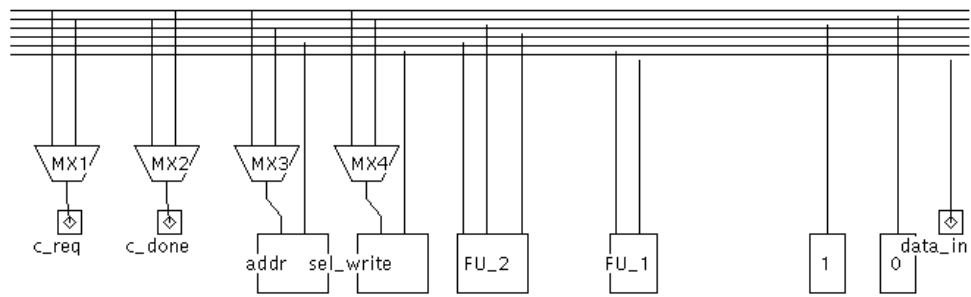 MX1 MX2 MX3 MX4
c_req c_done addr sel_write FU_2 FU_1 1 0 data_in